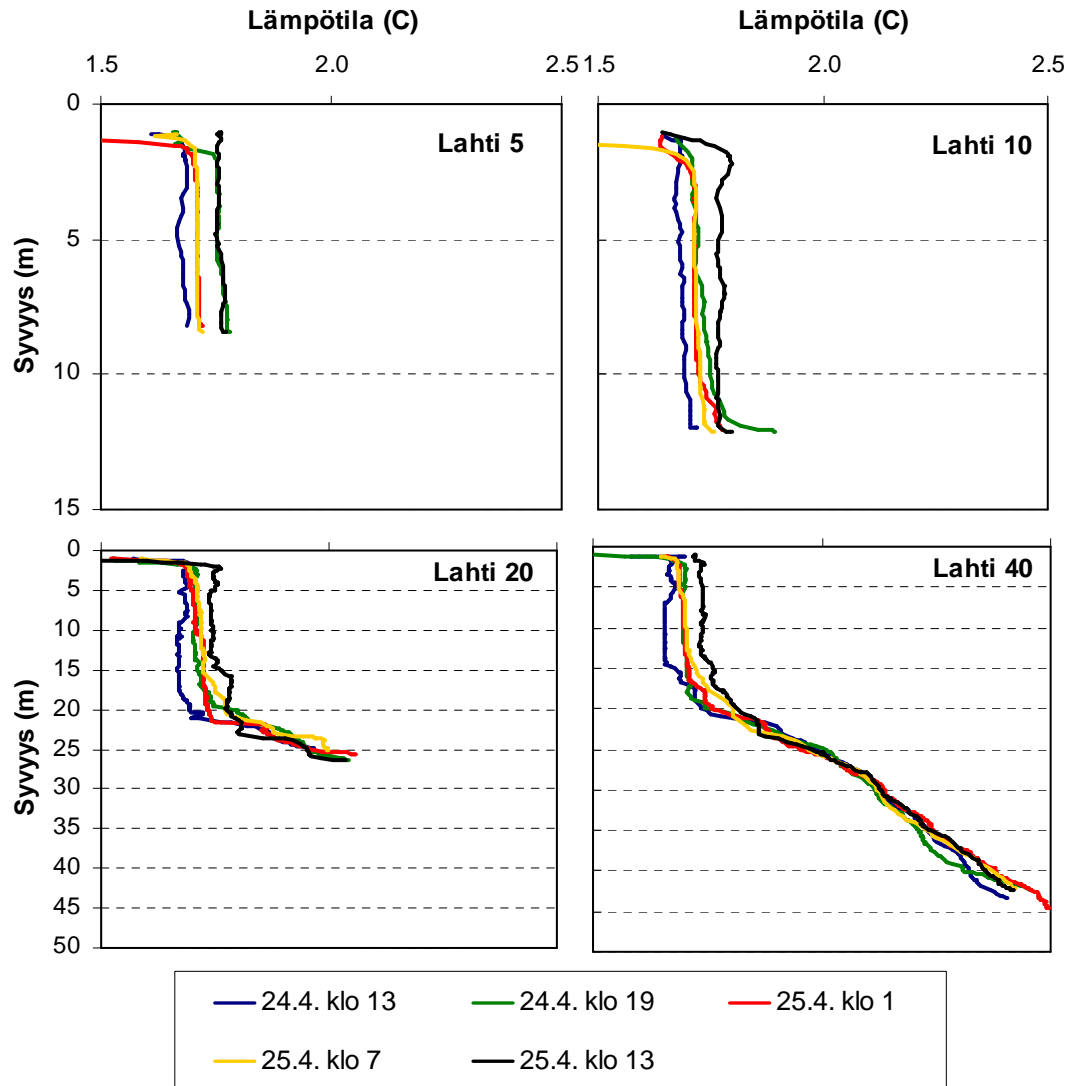 Lämpötila (C) Lämpötila (C)
1.5 2.0 2.5 1.5 2.0 2.5
0
5
10
15
Syvyys (m)
Lahti 5
Lahti 10
0
5
10
15
20
25
30
35
40
45
50
Syvyys (m)
Lahti 20
Lahti 40
24.4. klo 13 24.4. klo 19 25.4. klo 1
25.4. klo 7 25.4. klo 13